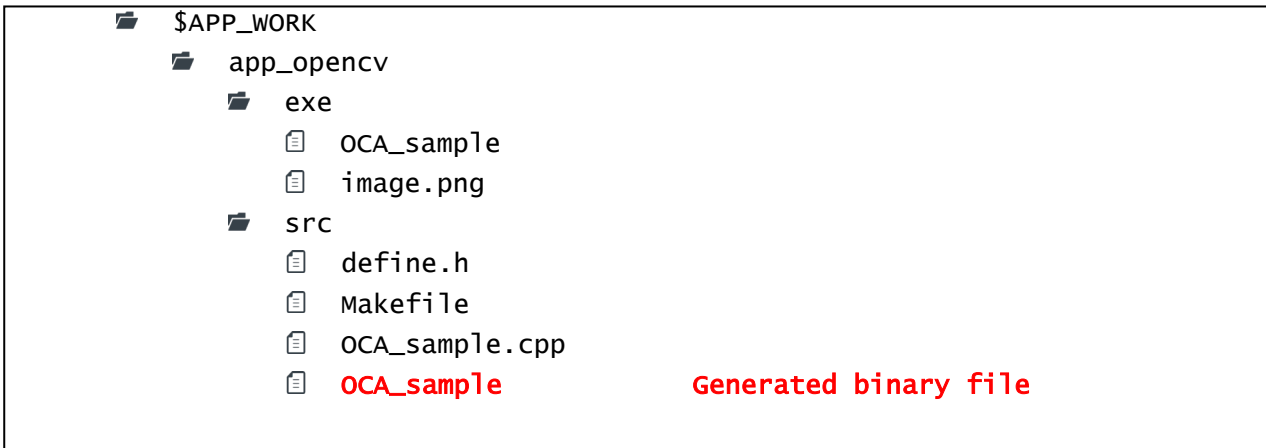 $APP_WORK
app_opencv
exe
OCA_sample
image.png
src
define.h
Makefile
OCA_sample.cpp
OCA_sample Generated binary file